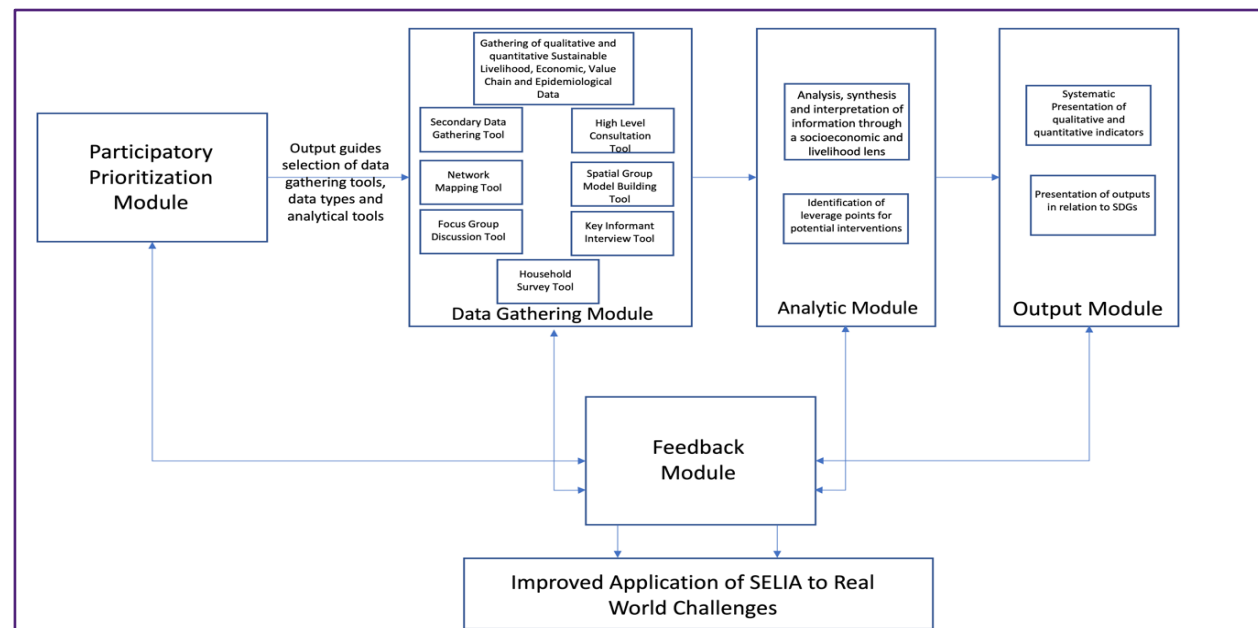 Participatory
Prioritization
Module
Output guides
selection of data
gathering tools,
data types and
analytical tools
Gathering of qualitative and
quantitative Sustainable
Livelihood, Economic, Value
Chain and Epidemiological
Data
Secondary Data
Gathering Tool
High Level
Consultation
Tool
Network
Mapping Tool
Spatial Group
Model Building
Tool
Focus Group
Discussion Tool
Key Informant
Interview Tool
Household
Survey Tool
Data Gathering Module
Analysis, synthesis
and interpretation of
information through
a socioeconomic and
livelihood lens
Identification of
leverage points for
potential interventions
Analytic Module
Systematic
Presentation of
qualitative and
quantitative indicators
Presentation of outputs
in relation to SDGs
Output Module
Feedback
Module
Improved Application of SELIA to Real
World Challenges